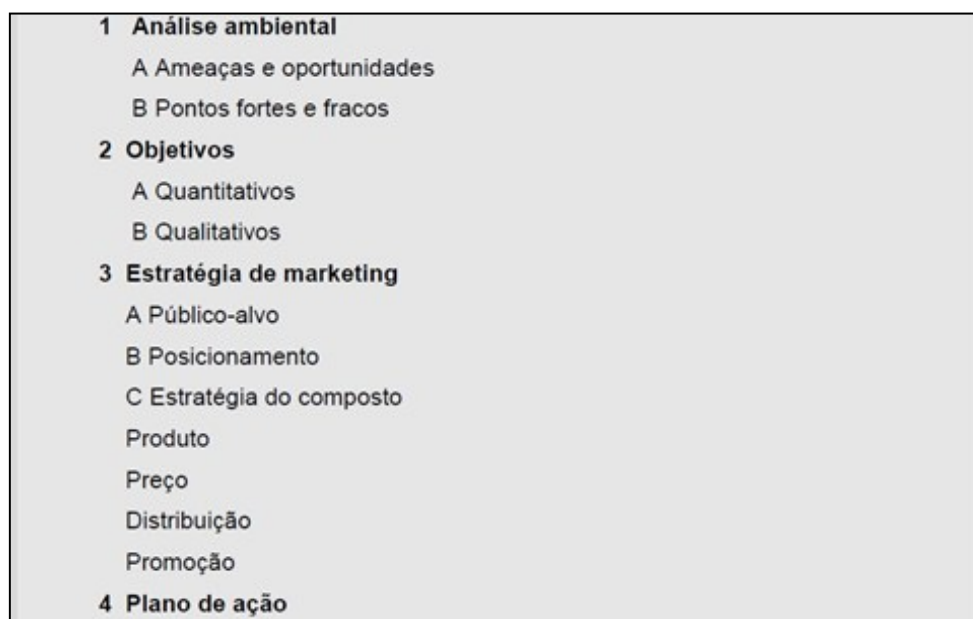 1 Análise ambiental
A Ameaças e oportunidades
B Pontos fortes e fracos
2 Objetivos
A Quantitativos
B Qualitativos
3 Estratégia de marketing
A Público-alvo
B Posicionamento
C Estratégia do composto
Produto
Preço
Distribuição
Promoção
4 Plano de ação